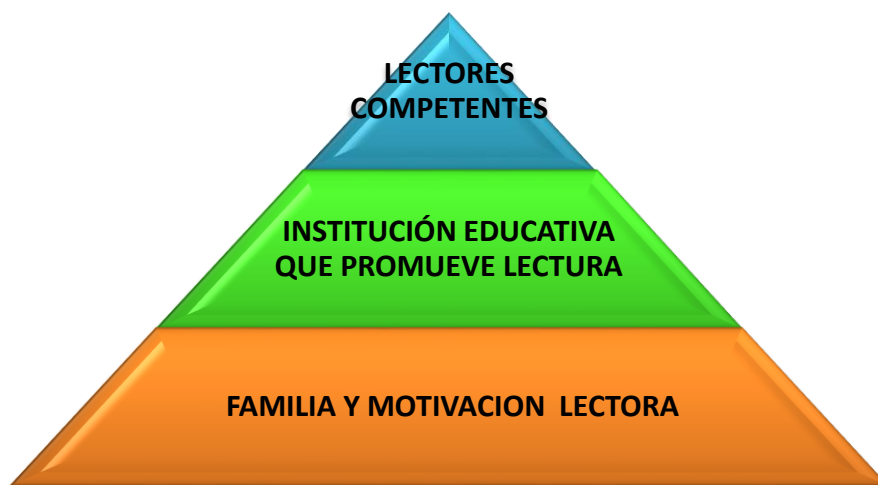 LECTORES
COMPETENTES
INSTITUCIÓN EDUCATIVA
QUE PROMUEVE LECTURA
FAMILIA Y MOTIVACION  LECTORA